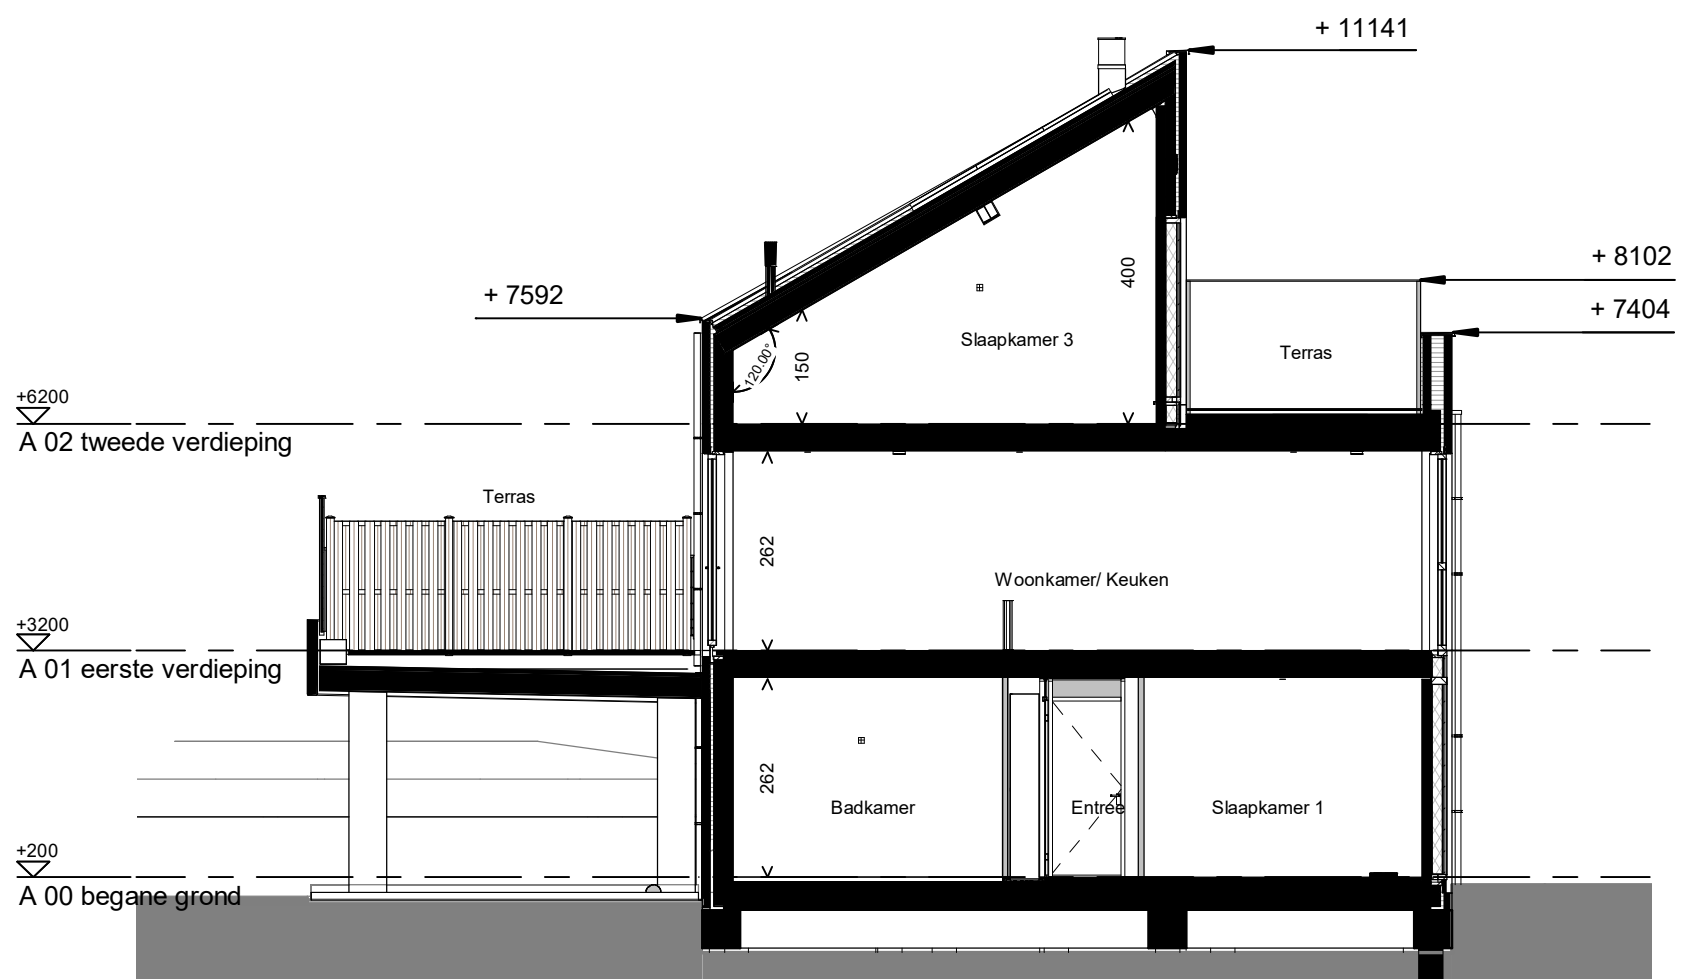 + 11141
+ 8102
+ 7592
+ 7404
400
Slaapkamer 3
Terras
120.00°
150
+6200
A 02 tweede verdieping
Terras
262
Woonkamer/ Keuken
+3200
A 01 eerste verdieping
262
Badkamer
Entree
Slaapkamer 1
+200
A 00 begane grond